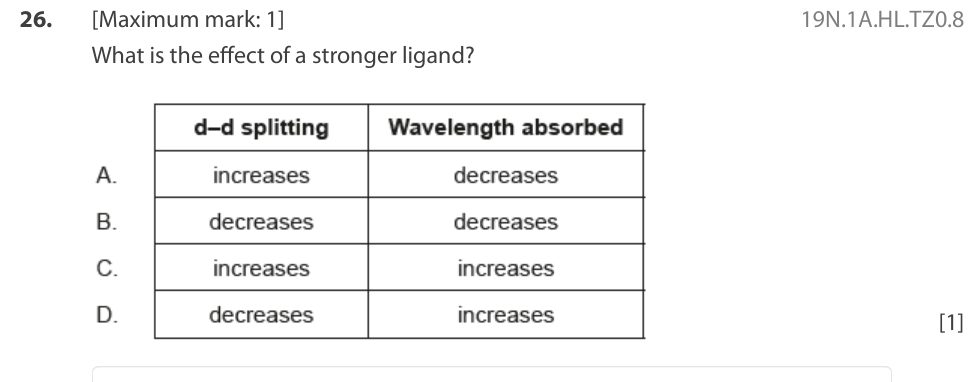 26. [Maximum mark: 1] 19N.1A.HL.TZ0.8
What is the effect of a stronger ligand?
d–d splitting Wavelength absorbed
A. increases decreases
B. decreases decreases
C. increases increases
D. decreases increases
[1]